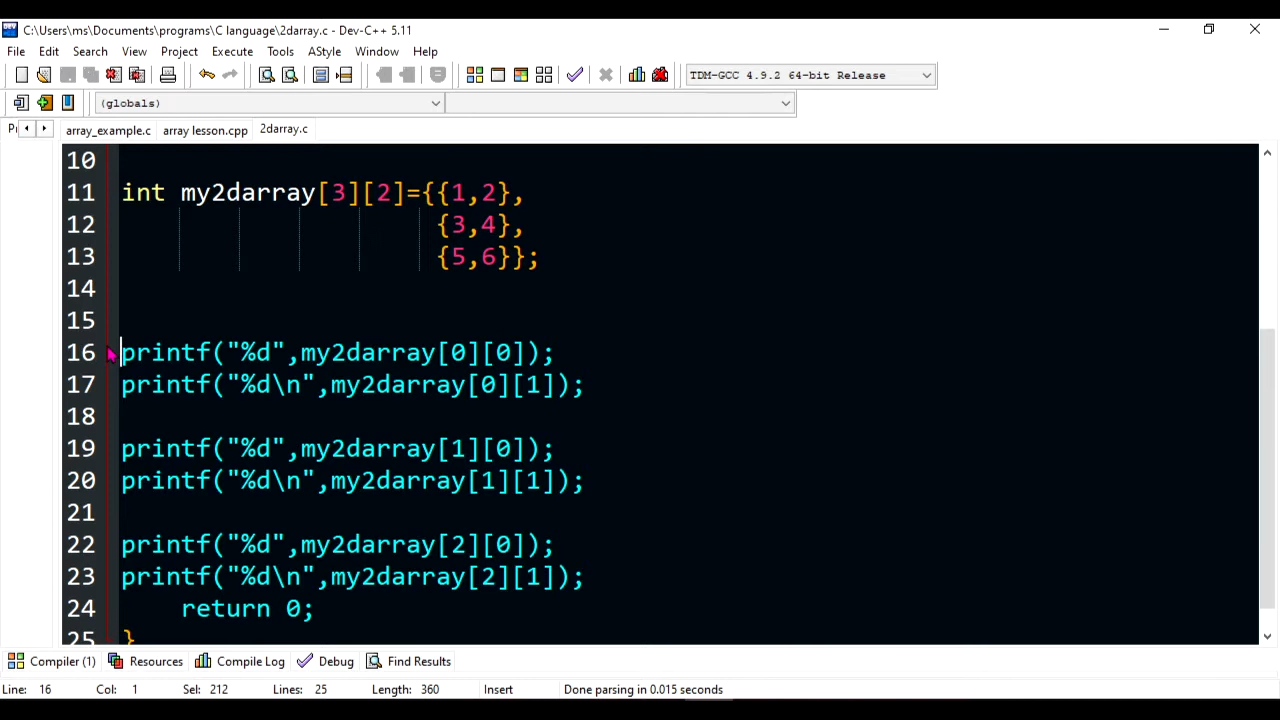 C:\Users\ms\Documents\programs\C language\2darray.c - Dev-C++ 5.11
File Edit Search View Project Execute Tools AStyle Window Help
TDM-GCC 4.9.2 64-bit Release
(globals)
array_example.c array lesson.cpp 2darray.c
10
11 int my2darray[3][2]={{1,2},
12 {3,4},
13 {5,6}};
14
15
16 printf("%d",my2darray[0][0]);
17 printf("%d\n",my2darray[0][1]);
18
19 printf("%d",my2darray[1][0]);
20 printf("%d\n",my2darray[1][1]);
21
22 printf("%d",my2darray[2][0]);
23 printf("%d\n",my2darray[2][1]);
24 return 0;
25 }
Compiler (1) Resources Compile Log Debug Find Results
Line: 16 Col: 1 Sel: 212 Lines: 25 Length: 360 Insert Done parsing in 0.015 seconds